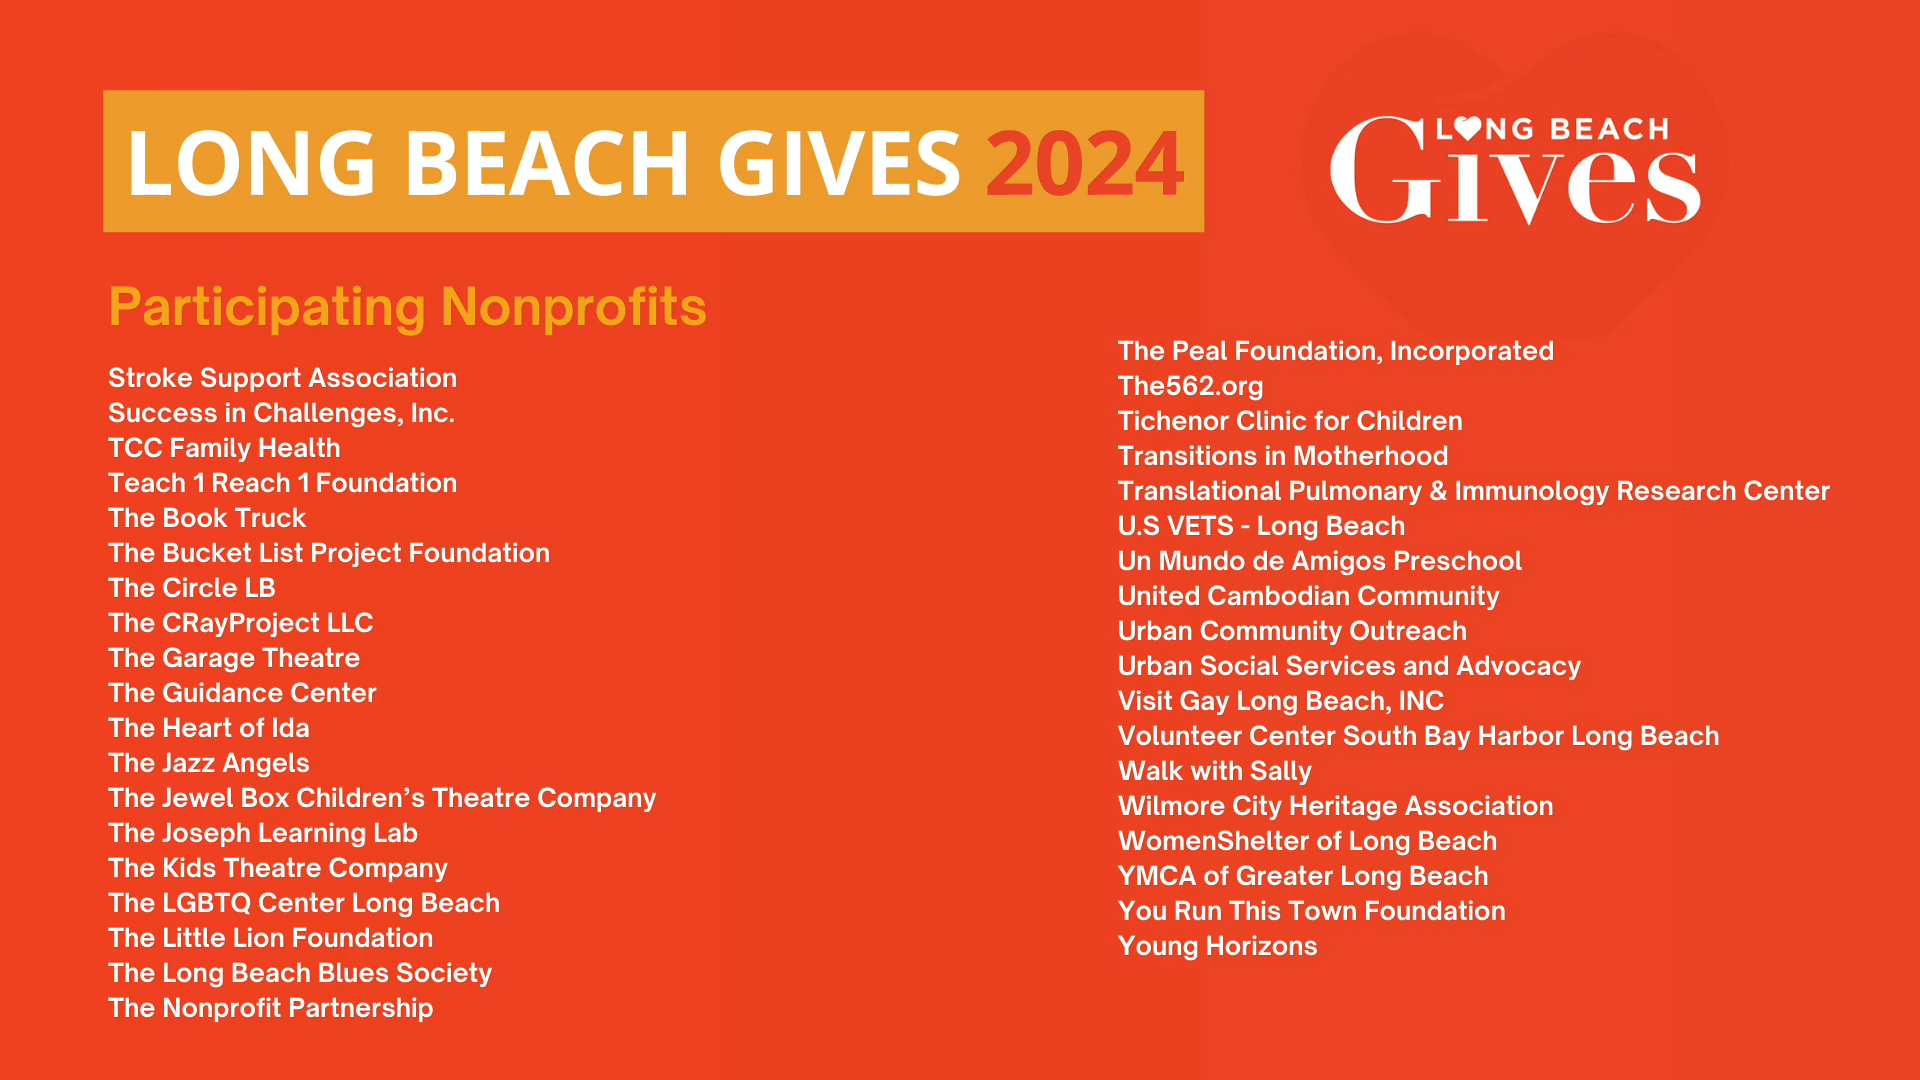 LONG BEACH GIVES 2024
LONG BEACH
Gives
Participating Nonprofits
Stroke Support Association
Success in Challenges, Inc.
TCC Family Health
Teach 1 Reach 1 Foundation
The Book Truck
The Bucket List Project Foundation
The Circle LB
The CRayProject LLC
The Garage Theatre
The Guidance Center
The Heart of Ida
The Jazz Angels
The Jewel Box Children’s Theatre Company
The Joseph Learning Lab
The Kids Theatre Company
The LGBTQ Center Long Beach
The Little Lion Foundation
The Long Beach Blues Society
The Nonprofit Partnership
The Peal Foundation, Incorporated
The562.org
Tichenor Clinic for Children
Transitions in Motherhood
Translational Pulmonary & Immunology Research Center
U.S VETS - Long Beach
Un Mundo de Amigos Preschool
United Cambodian Community
Urban Community Outreach
Urban Social Services and Advocacy
Visit Gay Long Beach, INC
Volunteer Center South Bay Harbor Long Beach
Walk with Sally
Wilmore City Heritage Association
WomenShelter of Long Beach
YMCA of Greater Long Beach
You Run This Town Foundation
Young Horizons